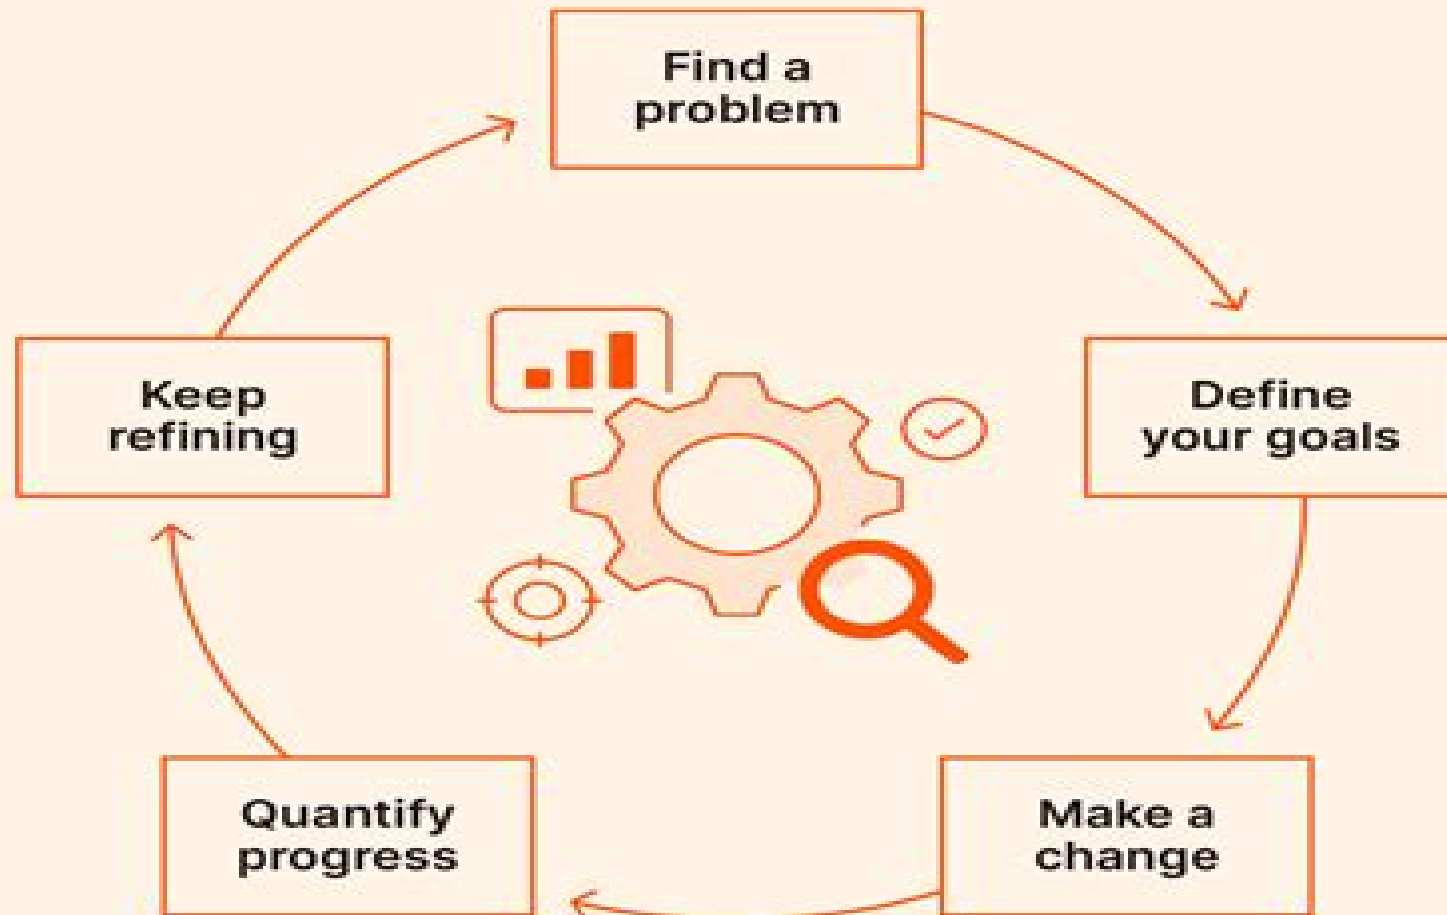 Find a
problem
Define
your goals
Make a
change
Quantify
progress
Keep
refining